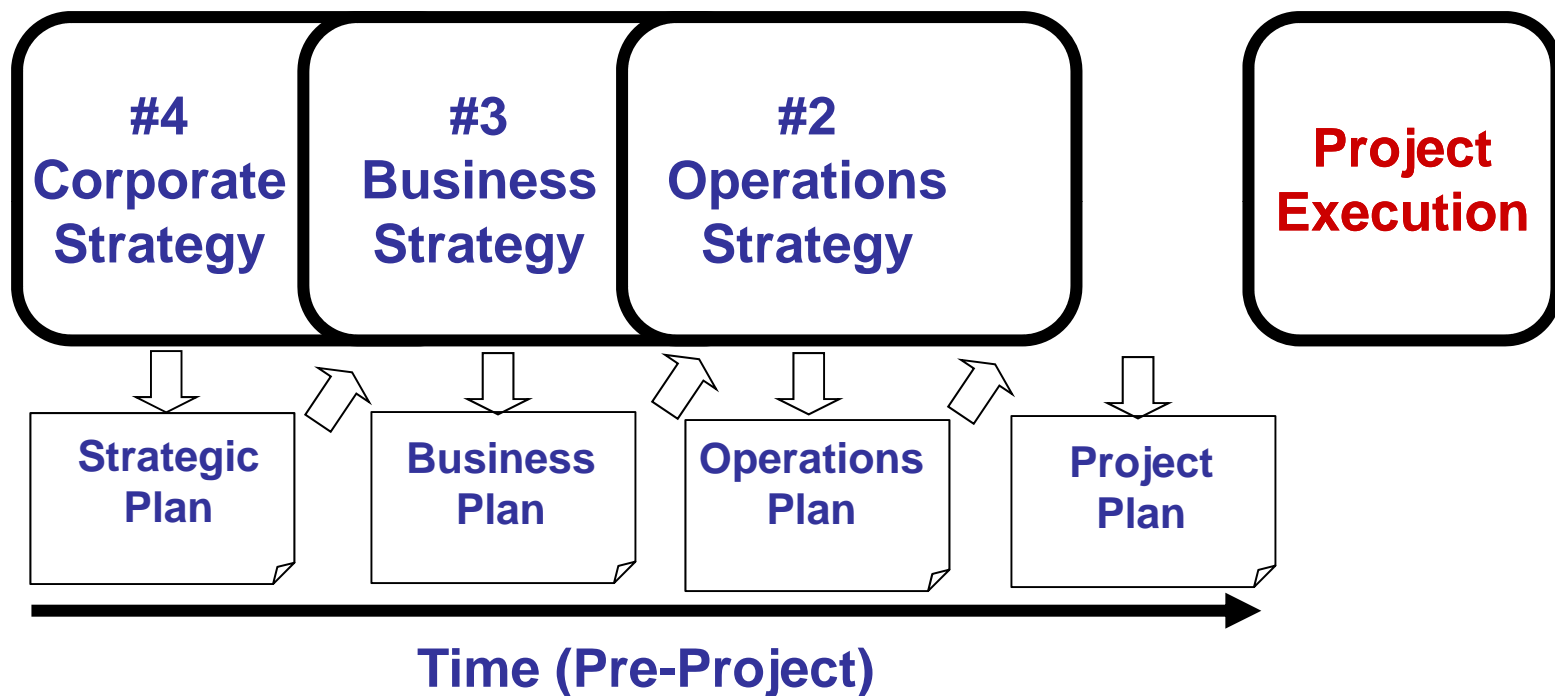 #4
Corporate
Strategy
#3
Business
Strategy
#2
Operations
Strategy
Project
Execution
Strategic
Plan
Business
Plan
Operations
Plan
Project
Plan
Time (Pre-Project)